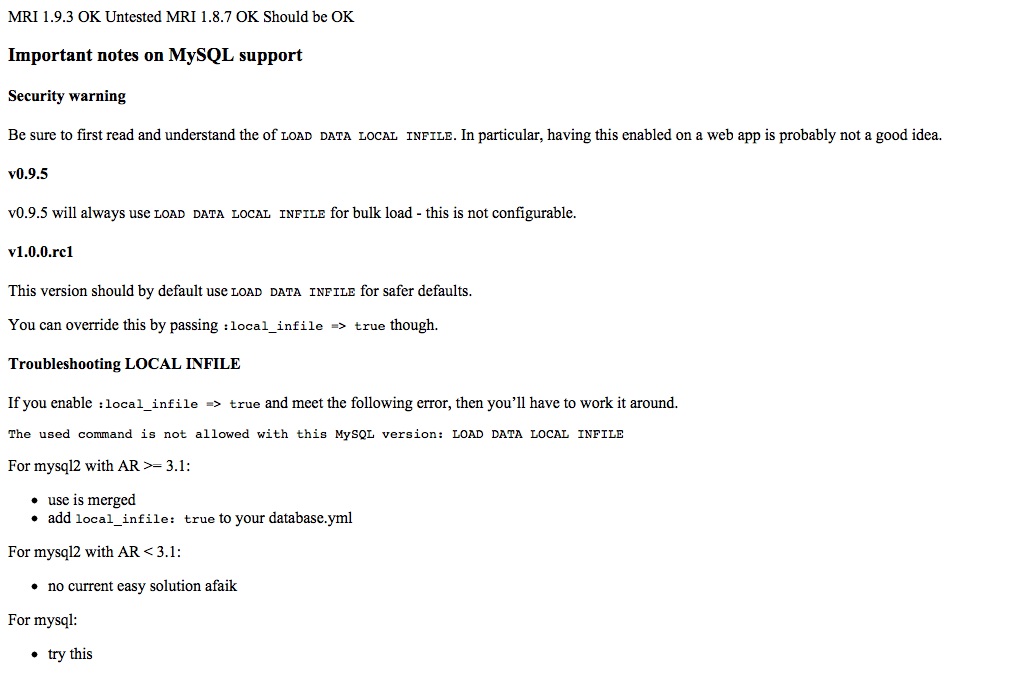 MRI 1.9.3 OK Untested MRI 1.8.7 OK Should be OK
Important notes on MySQL support
Security warning
Be sure to first read and understand the of LOAD DATA LOCAL INFILE. In particular, having this enabled on a web app is probably not a good idea.
v0.9.5
v0.9.5 will always use LOAD DATA LOCAL INFILE for bulk load - this is not configurable.
v1.0.0.rc1
This version should by default use LOAD DATA INFILE for safer defaults.
You can override this by passing :local_infile => true though.
Troubleshooting LOCAL INFILE
If you enable :local_infile => true and meet the following error, then you’ll have to work it around.
The used command is not allowed with this MySQL version: LOAD DATA LOCAL INFILE
For mysql2 with AR >= 3.1:
• use is merged
• add local_infile: true to your database.yml
For mysql2 with AR < 3.1:
• no current easy solution afaik
For mysql:
• try this